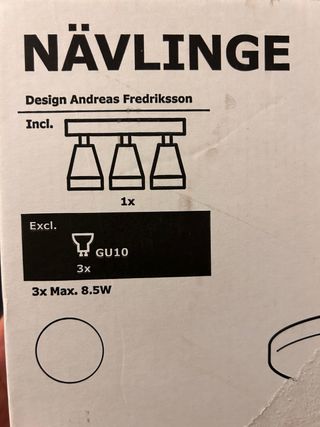 NÄVLINGE
Design Andreas Fredriksson
Incl.
1x
Excl.
GU10
3x
3x Max. 8.5W